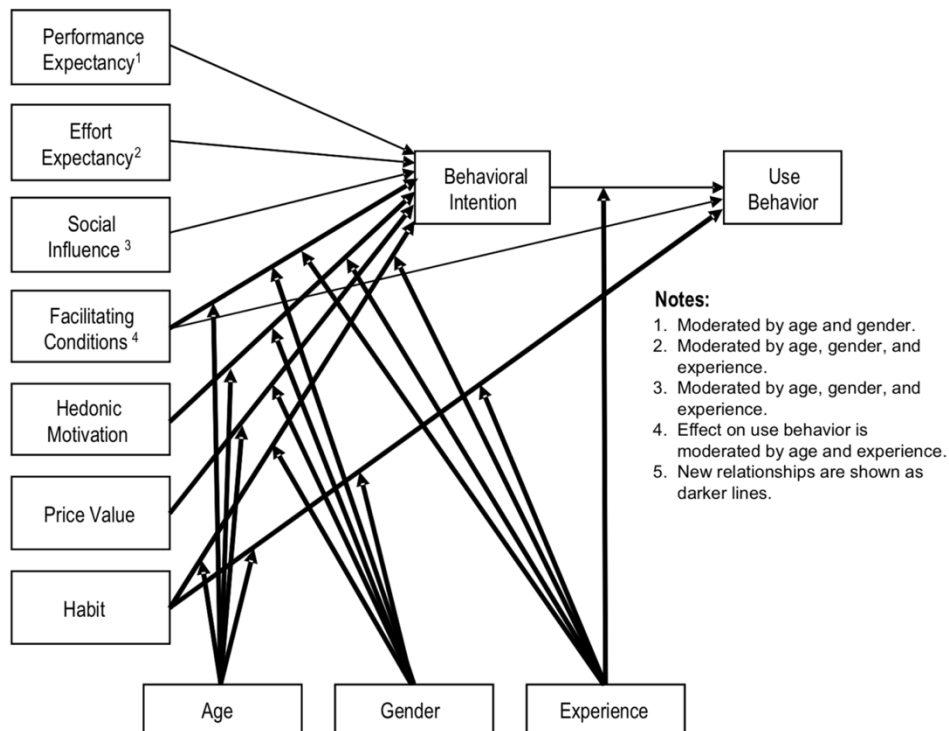 Performance
Expectancy1
Effort
Expectancy2
Social
Influence 3
Facilitating
Conditions 4
Hedonic
Motivation
Price Value
Habit
Behavioral
Intention
Use
Behavior
Notes:
1. Moderated by age and gender.
2. Moderated by age, gender, and
experience.
3. Moderated by age, gender, and
experience.
4. Effect on use behavior is
moderated by age and experience.
5. New relationships are shown as
darker lines.
Age
Gender
Experience